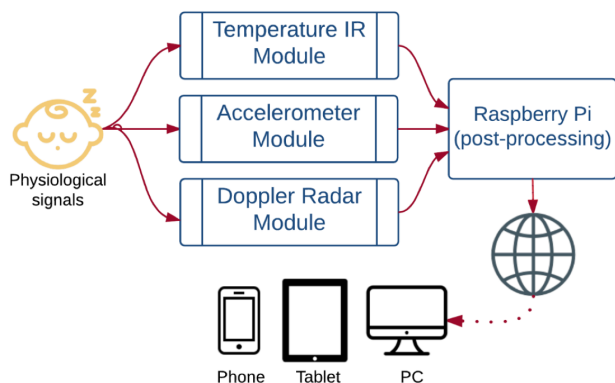 Temperature IR
Module
Accelerometer
Module
Doppler Radar
Module
Raspberry Pi
(post-processing)
z z z
Physiological
signals
Phone
Tablet
PC